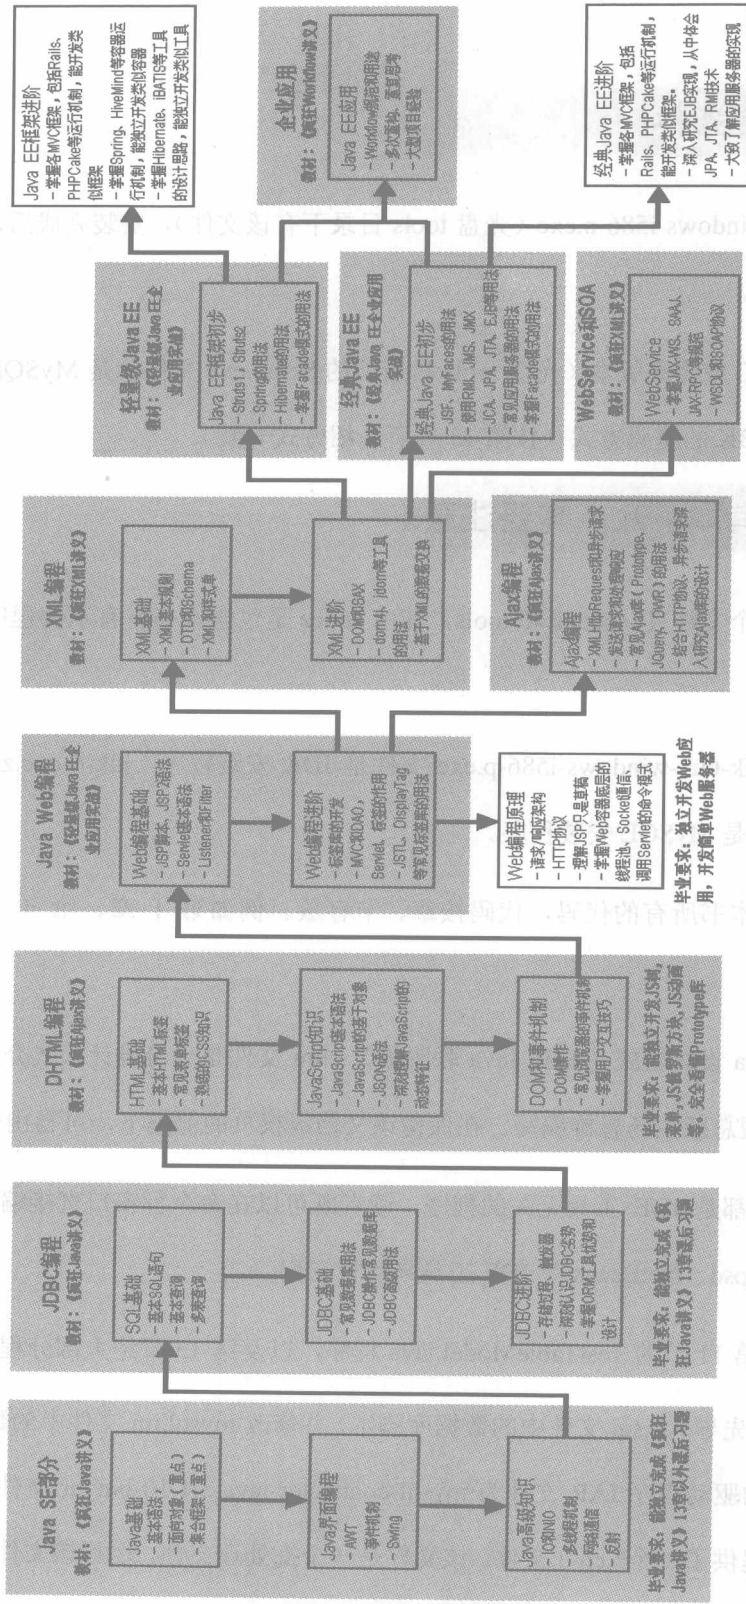 Java SE部分
教材：《疯狂Java讲义》
Java基础
- 基本语法，
- 面向对象（重点）
- 集合框架（重点）
Java界面编程
- AWT
- 事件机制
- Swing
Java高级知识
- IO和NIO
- 多线程机制
- 网络通信
- 反射
毕业要求：能独立完成《疯狂
Java讲义》13章以外课后习题
JDBC编程
教材：《疯狂Java讲义》
SQL基础
- 基本SQL语句
- 基本查询
- 多表查询
JDBC基础
- 常见数据库用法
- JDBC操作常见数据库
- JDBC高级用法
JDBC进阶
- 存储过程、触发器
- 深刻认识JDBC劣势
- 掌握ORM工具优势和
设计
毕业要求：能独立完成《疯
狂Java讲义》13章课后习题
DHTML编程
教材：《疯狂Ajax讲义》
HTML基础
- 基本HTML标签
- 常见表单标签
- 熟悉的CSS知识
JavaScript知识
- JavaScript基本语法
- JavaScript的基于对象
- JSON语法
- 深刻理解JavaScript的
动态特征
DOM和事件机制
- DOM操作
- 常见浏览器的事件机制
- 掌握用户交互技巧
毕业要求：能独立开发JS树,
菜单,JS俄罗斯方块,JS动画
等。完全看懂Prototype库
Java Web编程
教材：《轻量级Java EE企
业应用实战》
Web编程基础
- JSP脚本、JSP2语法
- Servlet基本语法
- Listener和Filter
Web编程进阶
- 标签库的开发
- MVC和DAO，
Servlet、标签的作用
- JSTL、DisplayTag
等常见标签库的用法
Web编程原理
- 请求/响应架构
- HTTP协议
- 理解JSP只是草稿
- 掌握Web容器底层的
线程池、Socket通信，
调用Servlet的命令模式
毕业要求：独立开发Web应
用，开发简单Web服务器
XML编程
教材：《疯狂XML讲义》
XML基础
- XML基本规则
- DTD和Schema
- XML和样式单
XML进阶
- DOM和SAX
- dom4j、jdom等工具
的用法
- 基于XML的数据交换
Ajax编程
教材：《疯狂Ajax讲义》
Ajax编程
- XMLHttpRequest和异步请求
- 发送请求和处理响应
- 常见Ajax库（Prototype、
JQuery、DWR）的用法
- 结合HTTP协议、异步请求深
入研究Ajax库的设计
轻量级Java EE
教材：《轻量级Java EE企
业应用实战》
Java EE框架初步
- Struts1，Struts2
- Spring的用法
- Hibernate的用法
- 掌握Facade模式的用法
经典Java EE
教材：《经典Java EE企业应用
实战》
经典Java EE初步
- JSF、MyFaces的用法
- 使用RMI、JMS、JMX
- JCA、JPA、JTA、EJB等用法
- 常见应用服务器的用法
- 掌握Facade模式的用法
WebService和SOA
教材：《疯狂XML讲义》
WebService
- 掌握JAX-WS、SAAJ、
JAX-RPC等规范
- WSDL和SOAP协议
Java EE框架进阶
- 掌握各MVC框架，包括Rails、
PHPCake等运行机制，能开发类
似框架
- 掌握Spring、HiveMind等容器运
行机制，能独立开发类似容器
- 掌握Hibernate、iBATIS等工具
的设计思路，能独立开发类似工具
企业应用
教材：《疯狂Workflow讲义》
Java EE应用
- Workflow规范和用途
- 多次重构、重复思考
- 大型项目经验
经典Java EE进阶
- 掌握各MVC框架，包括
Rails、PHPCake等运行机制，
能开发类似框架。
- 深入研究EJB实现，从中体会
JPA、JTA、RMI技术
- 大致了解应用服务器的实现